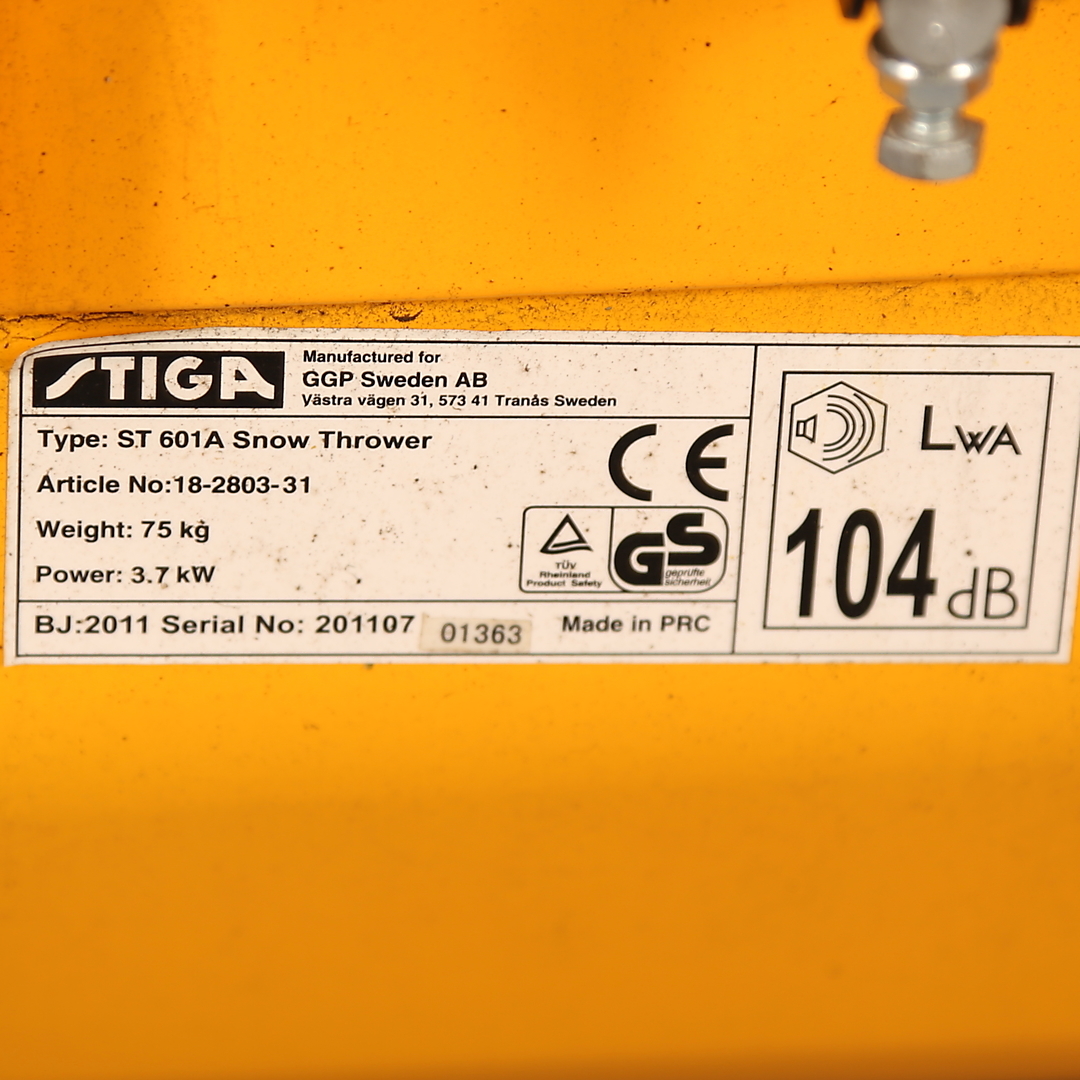 STIGA
Manufactured for
GGP Sweden AB
Västra vägen 31, 573 41 Tranås Sweden
Type: ST 601A Snow Thrower
Article No:18-2803-31
Weight: 75 kg
Power: 3.7 kW
CE
TÜV
Rheinland
Product Safety
GS
geprüfte
sicherheit
BJ:2011 Serial No: 201107 01363 Made in PRC
LWA
104 dB